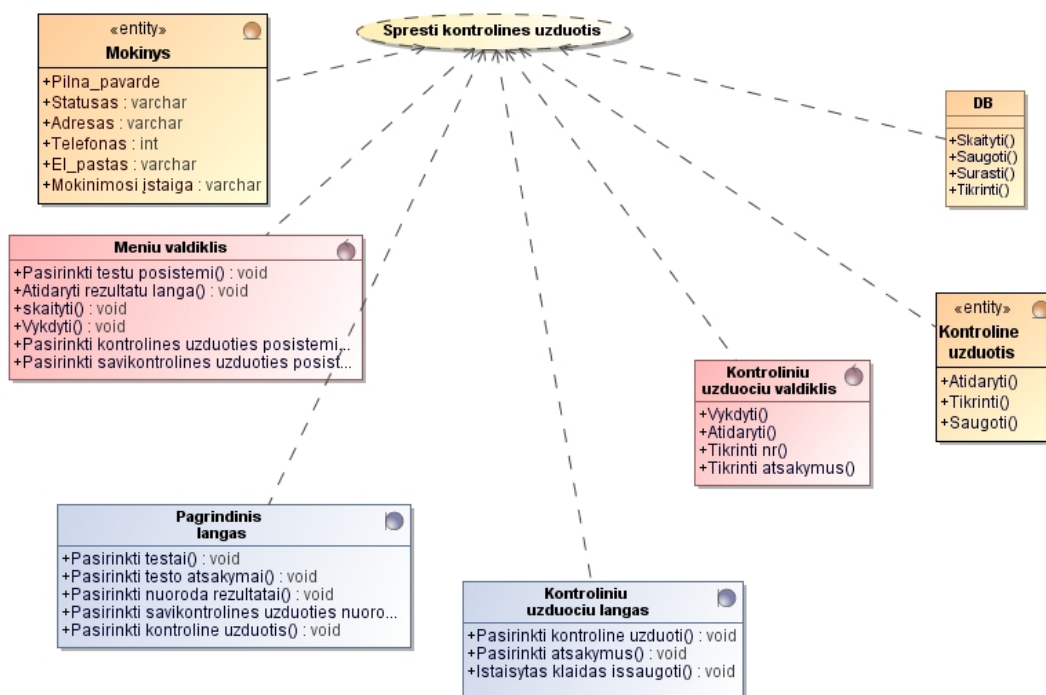 Spresti kontrolines uzduotis
«entity»
Mokinys
+Pilna_pavarde
+Statusas : varchar
+Adresas : varchar
+Telefonas : int
+El_pastas : varchar
+Mokinimosi įstaiga : varchar
DB
+Skaityti()
+Saugoti()
+Surasti()
+Tikrinti()
Meniu valdiklis
+Pasirinkti testu posistemi() : void
+Atidaryti rezultatu langa() : void
+skaityti() : void
+Vykdyti() : void
+Pasirinkti kontrolines uzduoties posistemi...
+Pasirinkti savikontrolines uzduoties posist...
«entity»
Kontroline
uzduotis
+Atidaryti()
+Tikrinti()
+Saugoti()
Kontroliniu
uzduociu valdiklis
+Vykdyti()
+Atidaryti()
+Tikrinti nr()
+Tikrinti atsakymus()
Pagrindinis
langas
+Pasirinkti testai() : void
+Pasirinkti testo atsakymai() : void
+Pasirinkti nuoroda rezultatai() : void
+Pasirinkti savikontrolines uzduoties nuoro...
+Pasirinkti kontroline uzduotis() : void
Kontroliniu
uzduociu langas
+Pasirinkti kontroline uzduoti() : void
+Pasirinkti atsakymus() : void
+Istaisytas klaidas issaugoti() : void